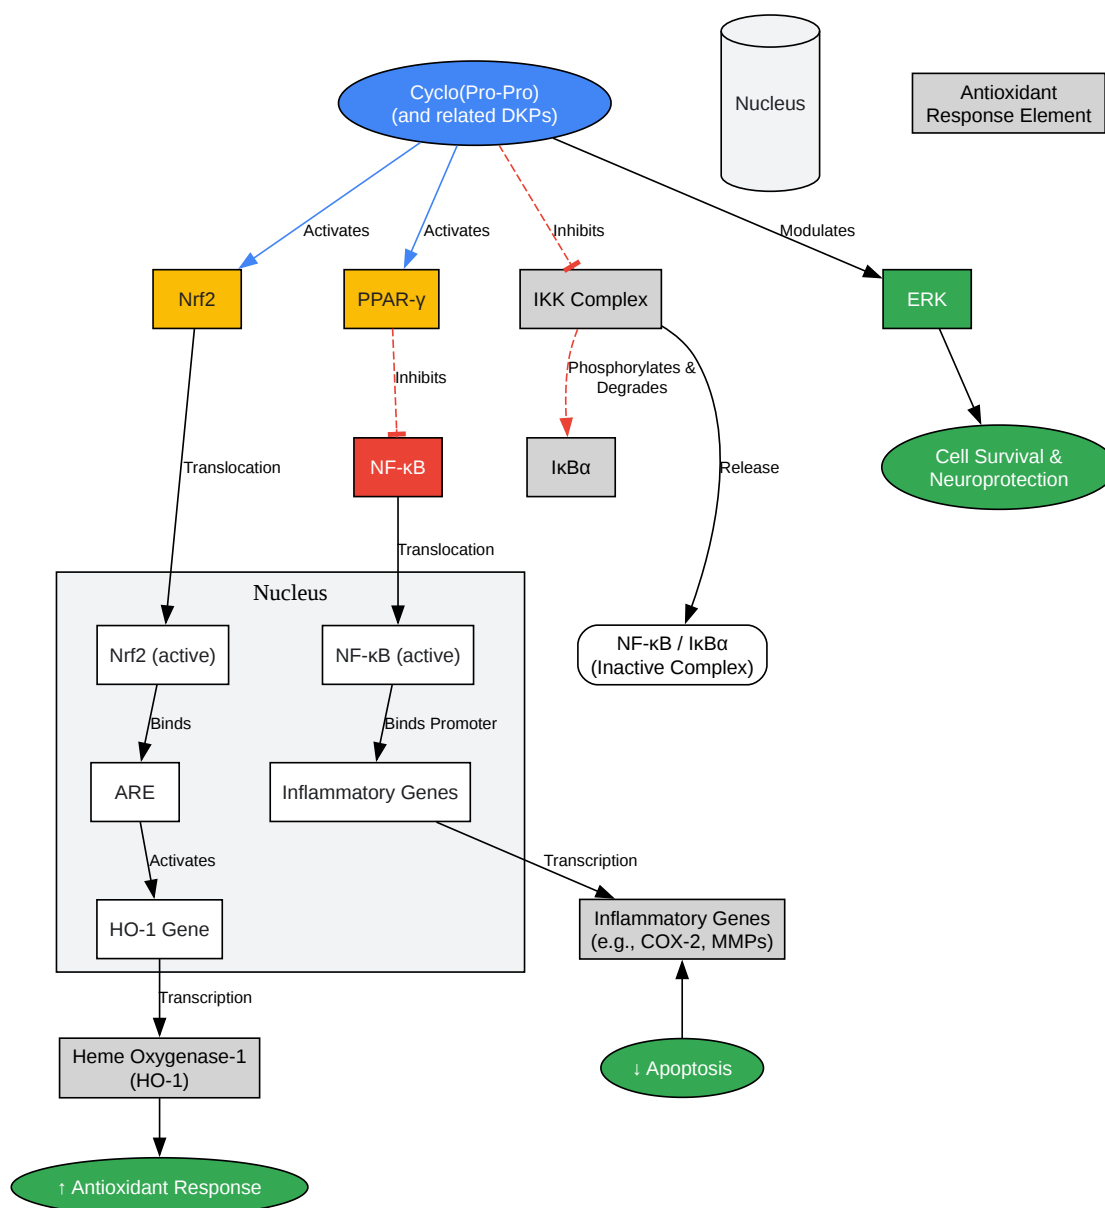 Cyclo(Pro-Pro)
(and related DKPs)
Nucleus
Antioxidant
Response Element
Activates
Activates
Inhibits
Modulates
Nrf2
PPAR-γ
IKK Complex
ERK
Inhibits
Phosphorylates &
Degrades
Translocation
NF-κB
IκBα
Release
Cell Survival &
Neuroprotection
Translocation
Nucleus
Nrf2 (active)
NF-κB (active)
NF-κB / IκBα
(Inactive Complex)
Binds
Binds Promoter
ARE
Inflammatory Genes
Activates
Transcription
HO-1 Gene
Inflammatory Genes
(e.g., COX-2, MMPs)
Transcription
Heme Oxygenase-1
(HO-1)
↓ Apoptosis
↑ Antioxidant Response